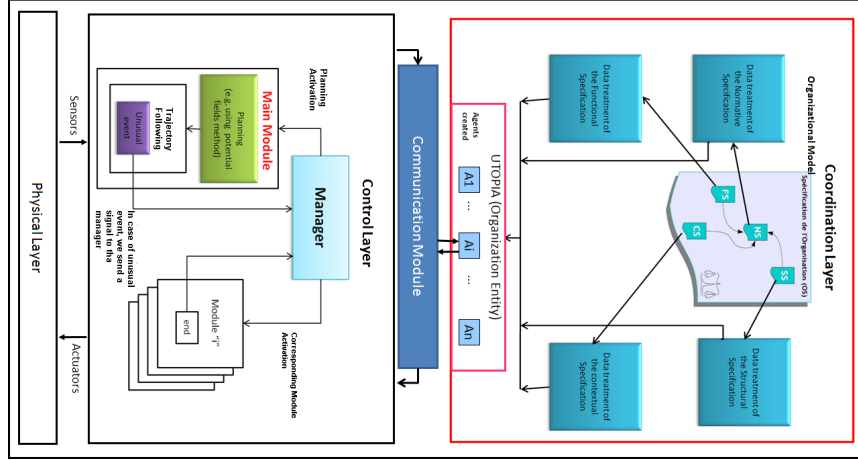 Coordination Layer
Organizational Model
Spécification de l'Organisation (OS)
FS
NS
CS
SS
Data treatment of
the Functional
Specification
Data treatment of
the Normative
Specification
Data treatment of
the contextual
Specification
Data treatment of
the Structural
Specification
UTOPIA (Organization Entity)
Agents
created
A1
...
Ai
...
An
Communication Module
Control Layer
Manager
Planning
Activation
Main Module
Planning
(e.g. using potential
fields method)
Trajectory
Following
Unusual
event
In case of unusual
event, we send a
signal to tha
manager
Corresponding Module
Activation
Module "i"
end
Sensors
Actuators
Physical Layer